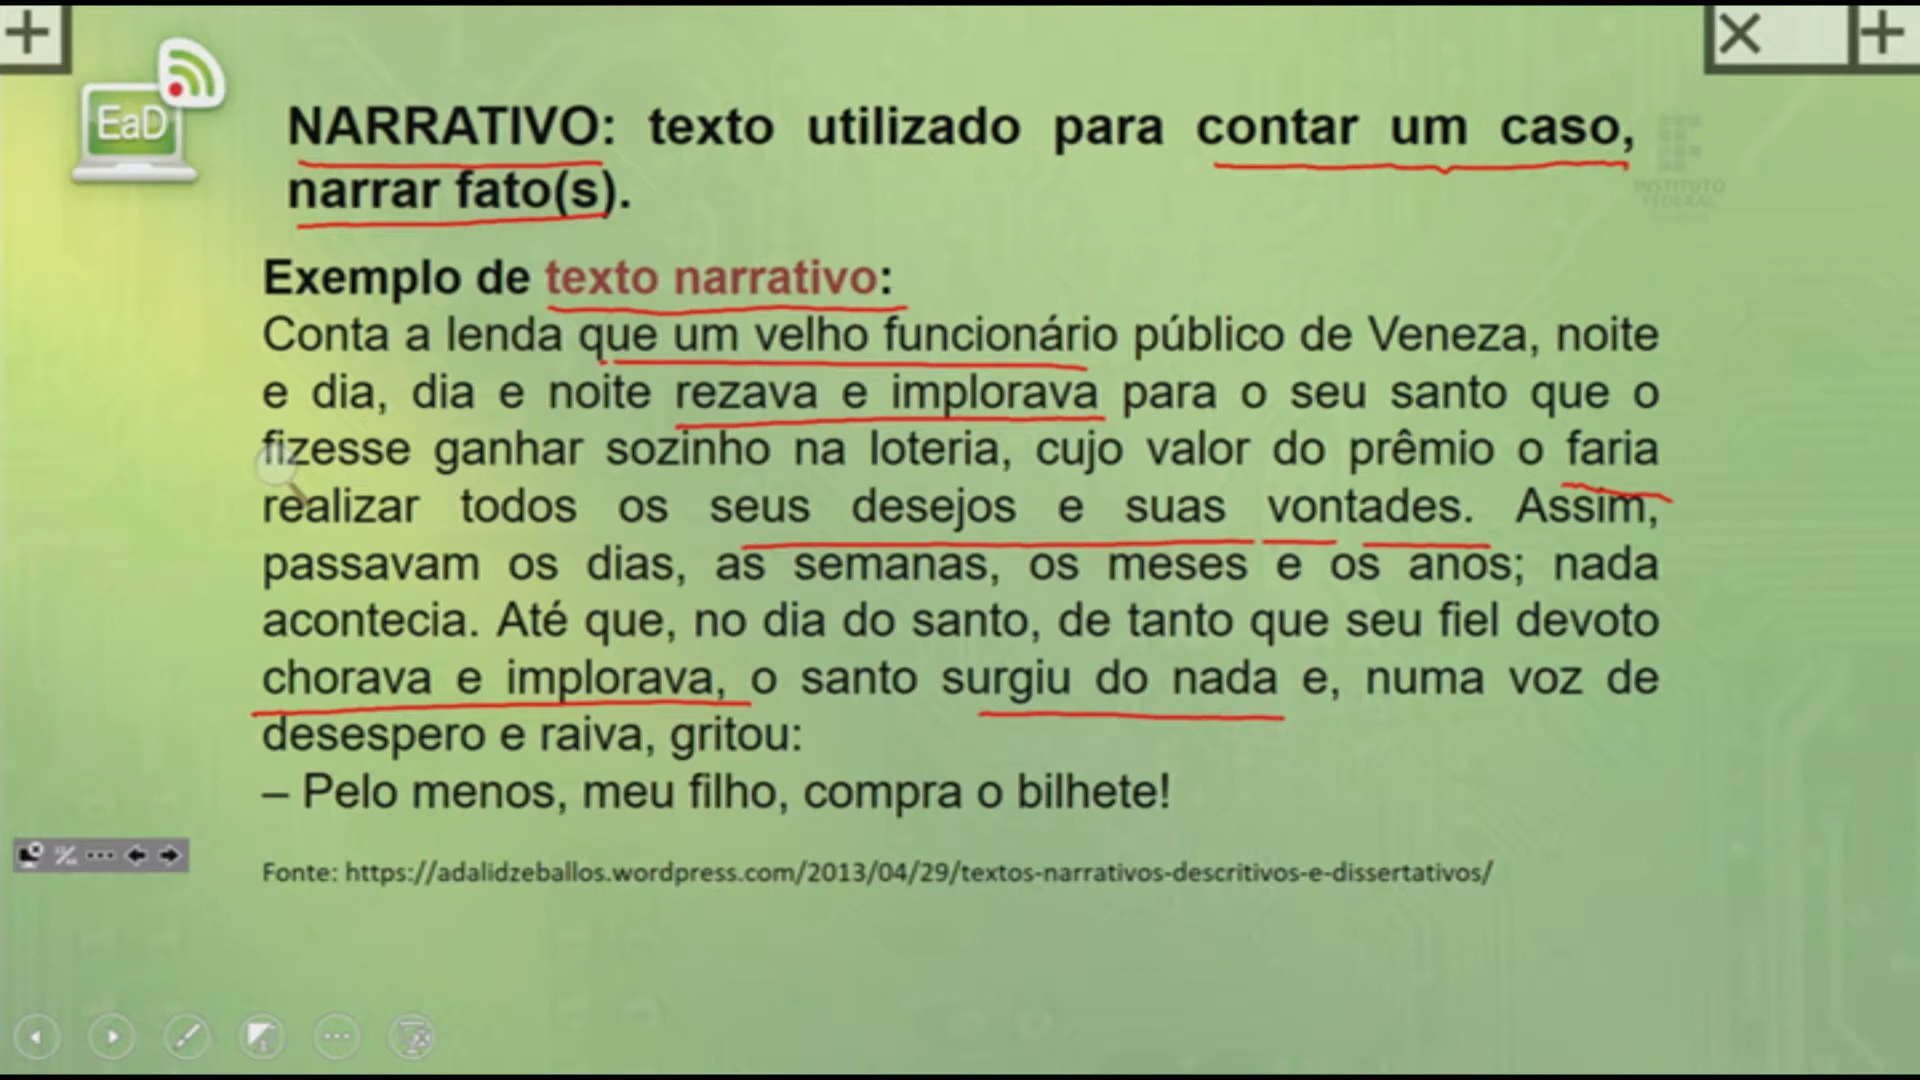 EaD
NARRATIVO: texto utilizado para contar um caso,
narrar fato(s).
INSTITUTO
FEDERAL
Exemplo de texto narrativo:
Conta a lenda que um velho funcionário público de Veneza, noite
e dia, dia e noite rezava e implorava para o seu santo que o
fizesse ganhar sozinho na loteria, cujo valor do prêmio o faria
realizar todos os seus desejos e suas vontades. Assim,
passavam os dias, as semanas, os meses e os anos; nada
acontecia. Até que, no dia do santo, de tanto que seu fiel devoto
chorava e implorava, o santo surgiu do nada e, numa voz de
desespero e raiva, gritou:
– Pelo menos, meu filho, compra o bilhete!
Fonte: https://adalidzeballos.wordpress.com/2013/04/29/textos-narrativos-descritivos-e-dissertativos/